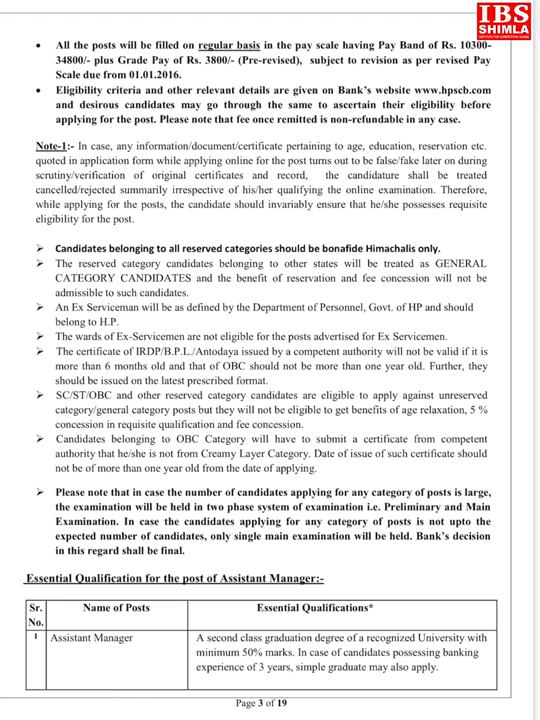 IBS
SHIMLA
INSTITUTE FOR COMPETITIVE EXAMS
• All the posts will be filled on regular basis in the pay scale having Pay Band of Rs. 10300-
34800/- plus Grade Pay of Rs. 3800/- (Pre-revised), subject to revision as per revised Pay
Scale due from 01.01.2016.
• Eligibility criteria and other relevant details are given on Bank's website www.hpscb.com
and desirous candidates may go through the same to ascertain their eligibility before
applying for the post. Please note that fee once remitted is non-refundable in any case.
Note-1:- In case, any information/document/certificate pertaining to age, education, reservation etc.
quoted in application form while applying online for the post turns out to be false/fake later on during
scrutiny/verification of original certificates and record, the candidature shall be treated
cancelled/rejected summarily irrespective of his/her qualifying the online examination. Therefore,
while applying for the posts, the candidate should invariably ensure that he/she possesses requisite
eligibility for the post.
➢ Candidates belonging to all reserved categories should be bonafide Himachalis only.
➢ The reserved category candidates belonging to other states will be treated as GENERAL
CATEGORY CANDIDATES and the benefit of reservation and fee concession will not be
admissible to such candidates.
➢ An Ex Serviceman will be as defined by the Department of Personnel, Govt. of HP and should
belong to H.P.
➢ The wards of Ex-Servicemen are not eligible for the posts advertised for Ex Servicemen.
➢ The certificate of IRDP/B.P.L./Antodaya issued by a competent authority will not be valid if it is
more than 6 months old and that of OBC should not be more than one year old. Further, they
should be issued on the latest prescribed format.
➢ SC/ST/OBC and other reserved category candidates are eligible to apply against unreserved
category/general category posts but they will not be eligible to get benefits of age relaxation, 5 %
concession in requisite qualification and fee concession.
➢ Candidates belonging to OBC Category will have to submit a certificate from competent
authority that he/she is not from Creamy Layer Category. Date of issue of such certificate should
not be of more than one year old from the date of applying.
➢ Please note that in case the number of candidates applying for any category of posts is large,
the examination will be held in two phase system of examination i.e. Preliminary and Main
Examination. In case the candidates applying for any category of posts is not upto the
expected number of candidates, only single main examination will be held. Bank's decision
in this regard shall be final.
Essential Qualification for the post of Assistant Manager:-
Sr. No. Name of Posts Essential Qualifications*
1 Assistant Manager A second class graduation degree of a recognized University with
minimum 50% marks. In case of candidates possessing banking
experience of 3 years, simple graduate may also apply.
Page 3 of 19